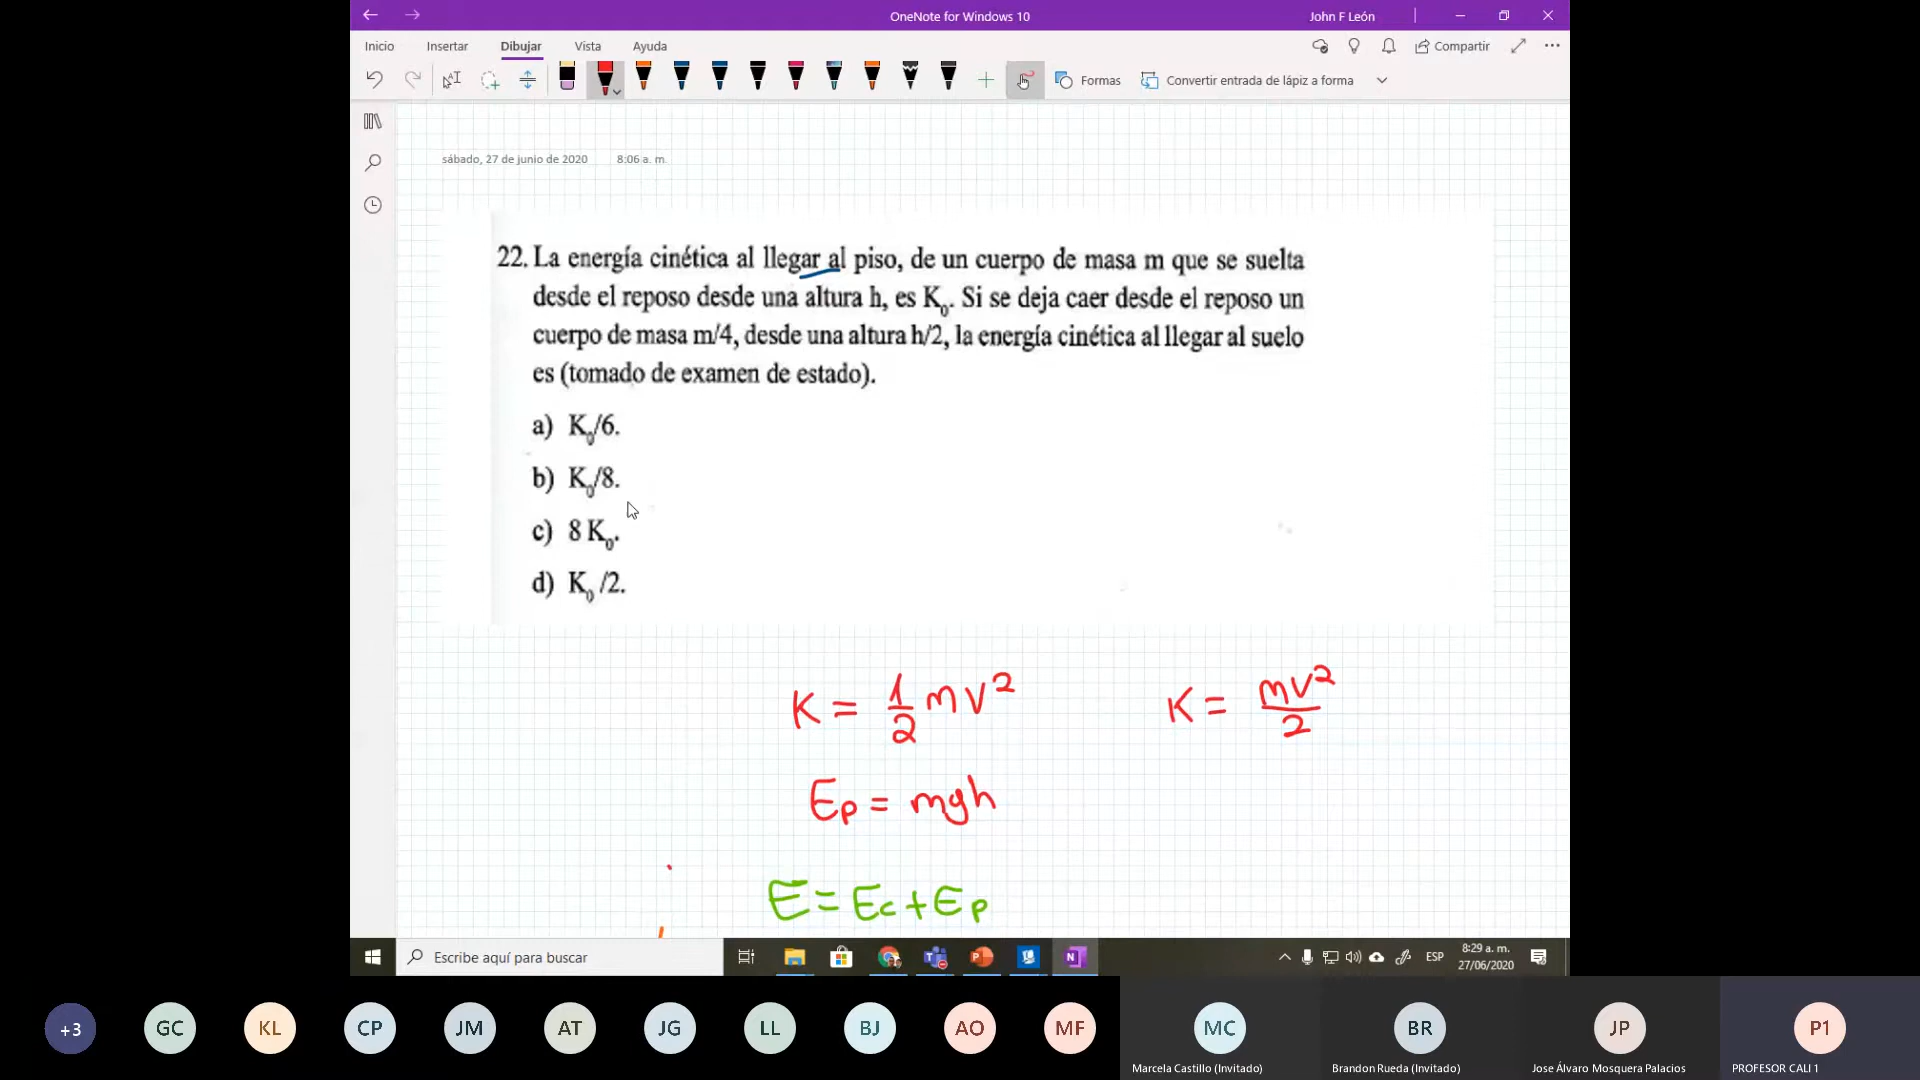 OneNote for Windows 10
John F León
Inicio
Insertar
Dibujar
Vista
Ayuda
Compartir
Formas
Convertir entrada de lápiz a forma
sábado, 27 de junio de 2020
8:06 a. m.
22. La energía cinética al llegar al piso, de un cuerpo de masa m que se suelta
desde el reposo desde una altura h, es K0. Si se deja caer desde el reposo un
cuerpo de masa m/4, desde una altura h/2, la energía cinética al llegar al suelo
es (tomado de examen de estado).
a) K0/6.
b) K0/8.
c) 8 K0.
d) K0 /2.
K = 1/2 mv²
K = mv²/2
Ep = mgh
E = Ec + Ep
Escribe aquí para buscar
ESP
8:29 a. m.
27/06/2020
+3
GC
KL
CP
JM
AT
JG
LL
BJ
AO
MF
MC
BR
JP
P1
Marcela Castillo (Invitado)
Brandon Rueda (Invitado)
Jose Álvaro Mosquera Palacios
PROFESOR CALI 1